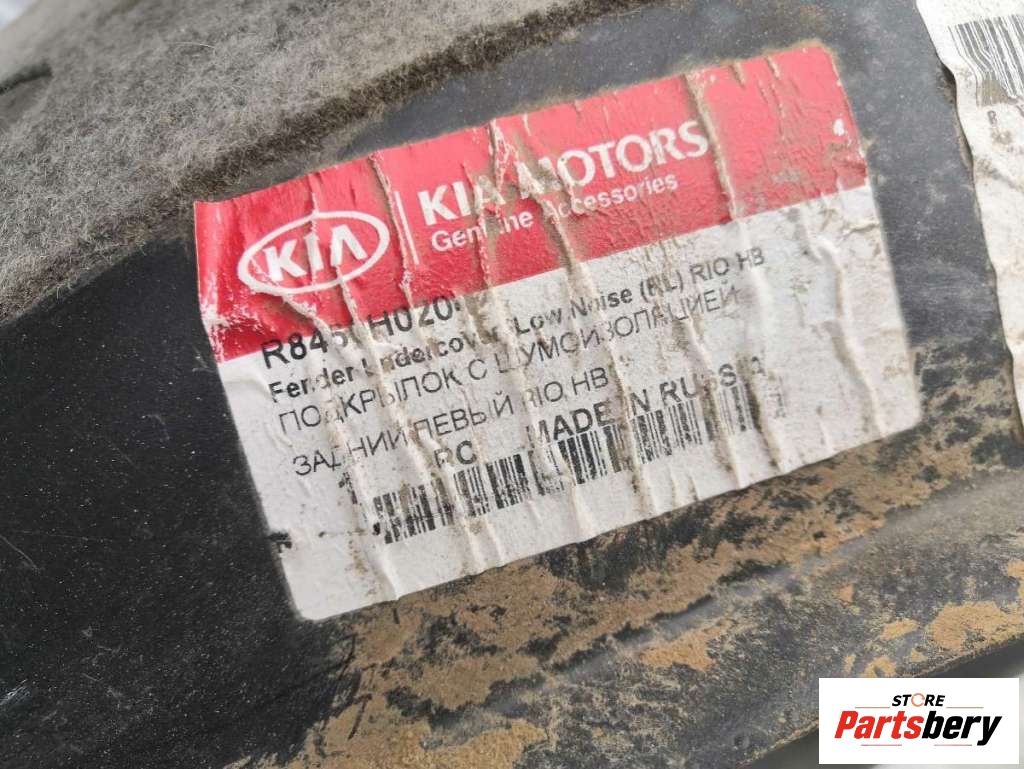 KIA
KIA MOTORS
Genuine Accessories
Fender Undercover Low Noise (RL) RIO HB
ПОДКРЫЛОК С ШУМОИЗОЛЯЦИЕЙ
ЗАДНИЙ ЛЕВЫЙ RIO HB
MADE IN RUSSIA
STORE
Partsbery